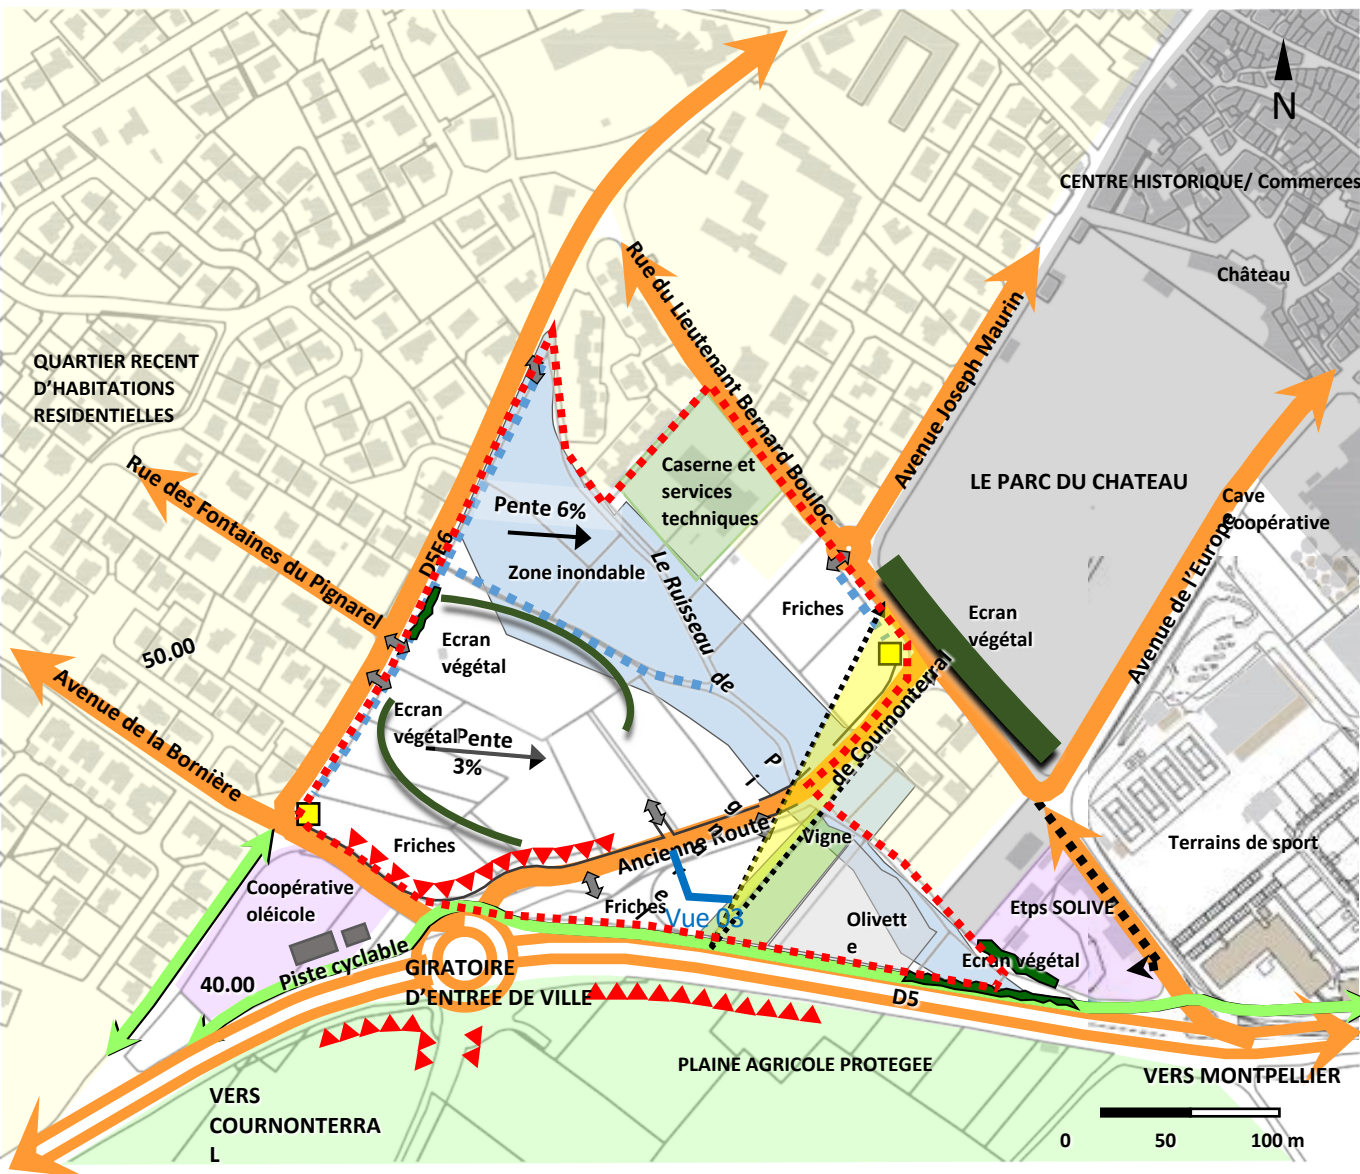 N
CENTRE HISTORIQUE/ Commerces
Château
Rue du Lieutenant Bernard Bouloc
Avenue Joseph Maurin
QUARTIER RECENT
D'HABITATIONS
RESIDENTIELLES
Rue des Fontaines du Pignarel
D5E6
Pente 6%
Zone inondable
Caserne et
services
techniques
LE PARC DU CHATEAU
Cave
Coopérative
Avenue de l'Europe
Le Ruisseau
de
Pignarel
Friches
Ecran
végétal
50.00
Ecran
végétal
Avenue de la Bornière
Ecran
végétal
Pente
3%
Friches
Ancienne Route
de Cournonterral
Vigne
Terrains de sport
Coopérative
oléicole
Friches
Vue 03
Olivett
e
Etps SOLIVE
Ecran végétal
Piste cyclable
40.00
GIRATOIRE
D'ENTREE DE VILLE
D5
PLAINE AGRICOLE PROTEGEE
VERS MONTPELLIER
VERS
COURNONTERRA
L
0 50 100 m